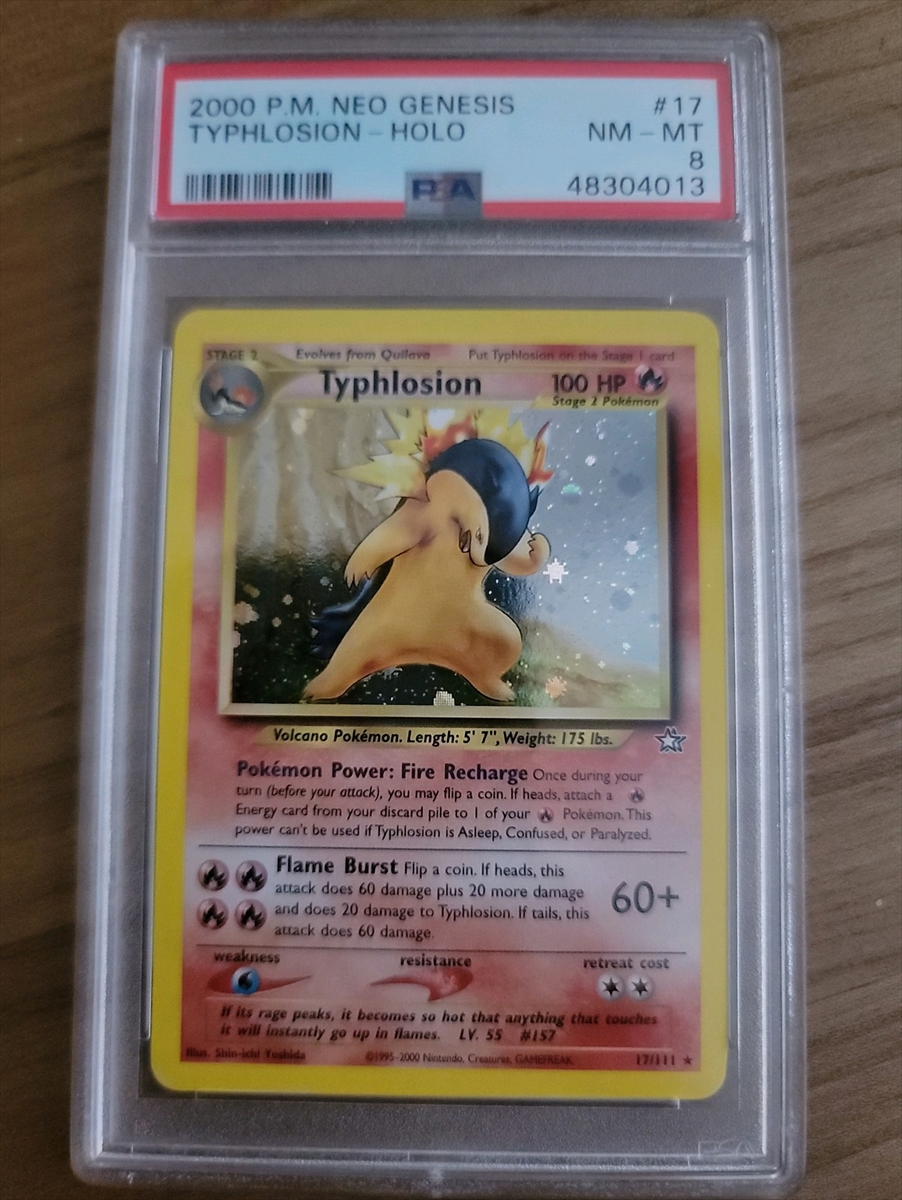 2000 P.M. NEO GENESIS #17
TYPHLOSION - HOLO NM - MT
8
PSA 48304013
STAGE 2 Evolves from Quilava Put Typhlosion on the Stage 1 card
Typhlosion 100 HP
Stage 2 Pokémon
Volcano Pokémon. Length: 5' 7", Weight: 175 lbs.
Pokémon Power: Fire Recharge Once during your
turn (before your attack), you may flip a coin. If heads, attach a
Energy card from your discard pile to 1 of your Pokémon. This
power can't be used if Typhlosion is Asleep, Confused, or Paralyzed.
Flame Burst Flip a coin. If heads, this
attack does 60 damage plus 20 more damage
and does 20 damage to Typhlosion. If tails, this
attack does 60 damage.
60+
weakness resistance retreat cost
If its rage peaks, it becomes so hot that anything that touches
it will instantly go up in flames. LV. 55 #157
Illus. Shin-ichi Yoshida ©1995-2000 Nintendo, Creatures, GAMEFREAK. 17/111 ★
PSA